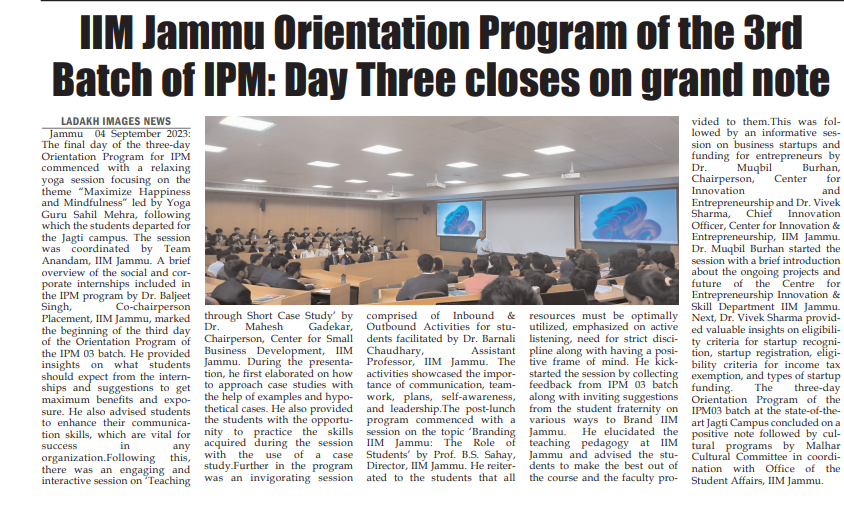 IIM Jammu Orientation Program of the 3rd
Batch of IPM: Day Three closes on grand note
LADAKH IMAGES NEWS
Jammu 04 September 2023:
The final day of the three-day
Orientation Program for IPM
commenced with a relaxing
yoga session focusing on the
theme "Maximize Happiness
and Mindfulness" led by Yoga
Guru Sahil Mehra, following
which the students departed for
the Jagti campus. The session
was coordinated by Team
Anandam, IIM Jammu. A brief
overview of the social and cor-
porate internships included in
the IPM program by Dr. Baljeet
Singh, Co-chairperson
Placement, IIM Jammu, marked
the beginning of the third day
of the Orientation Program of
the IPM 03 batch. He provided
insights on what students
should expect from the intern-
ships and suggestions to get
maximum benefits and expo-
sure. He also advised students
to enhance their communica-
tion skills, which are vital for
success in any
organization.Following this,
there was an engaging and
interactive session on 'Teaching
through Short Case Study' by
Dr. Mahesh Gadekar,
Chairperson, Center for Small
Business Development, IIM
Jammu. During the presenta-
tion, he first elaborated on how
to approach case studies with
the help of examples and hypo-
thetical cases. He also provided
the students with the opportu-
nity to practice the skills
acquired during the session
with the use of a case
study.Further in the program
was an invigorating session
comprised of Inbound &
Outbound Activities for stu-
dents facilitated by Dr. Barnali
Chaudhary, Assistant
Professor, IIM Jammu. The
activities showcased the impor-
tance of communication, team-
work, plans, self-awareness,
and leadership.The post-lunch
program commenced with a
session on the topic 'Branding
IIM Jammu: The Role of
Students' by Prof. B.S. Sahay,
Director, IIM Jammu. He reiter-
ated to the students that all
resources must be optimally
utilized, emphasized on active
listening, need for strict disci-
pline along with having a posi-
tive frame of mind. He kick-
started the session by collecting
feedback from IPM 03 batch
along with inviting suggestions
from the student fraternity on
various ways to Brand IIM
Jammu. He elucidated the
teaching pedagogy at IIM
Jammu and advised the stu-
dents to make the best out of
the course and the faculty pro-
vided to them.This was fol-
lowed by an informative ses-
sion on business startups and
funding for entrepreneurs by
Dr. Muqbil Burhan,
Chairperson, Center for
Innovation and
Entrepreneurship and Dr. Vivek
Sharma, Chief Innovation
Officer, Center for Innovation &
Entrepreneurship, IIM Jammu.
Dr. Muqbil Burhan started the
session with a brief introduction
about the ongoing projects and
future of the Centre for
Entrepreneurship Innovation &
Skill Department IIM Jammu.
Next, Dr. Vivek Sharma provid-
ed valuable insights on eligibili-
ty criteria for startup recogni-
tion, startup registration, eligi-
bility criteria for income tax
exemption, and types of startup
funding. The three-day
Orientation Program of the
IPM03 batch at the state-of-the-
art Jagti Campus concluded on a
positive note followed by cul-
tural programs by Malhar
Cultural Committee in coordi-
nation with Office of the
Student Affairs, IIM Jammu.